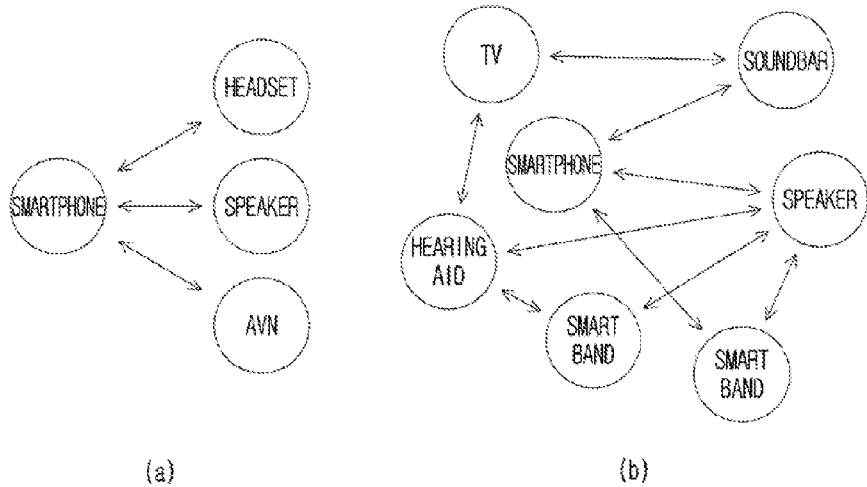 HEADSET
SMARTPHONE
SPEAKER
AVN
(a)
TV
SOUNDBAR
SMARTPHONE
SPEAKER
HEARING
AID
SMART
BAND
SMART
BAND
(b)